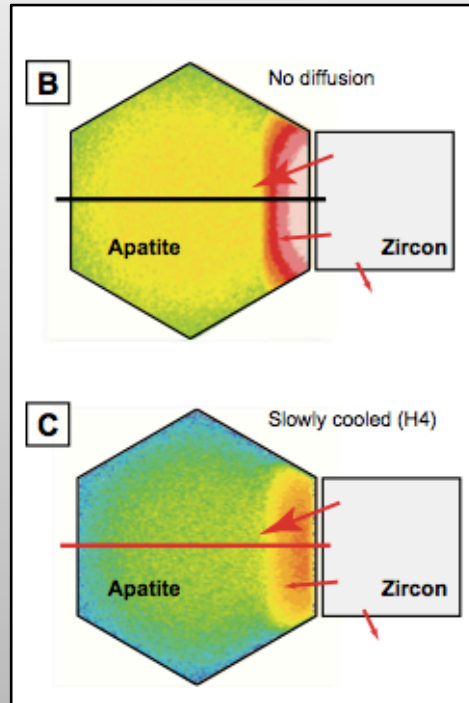 B
No diffusion
Apatite
Zircon
C
Slowly cooled (H4)
Apatite
Zircon